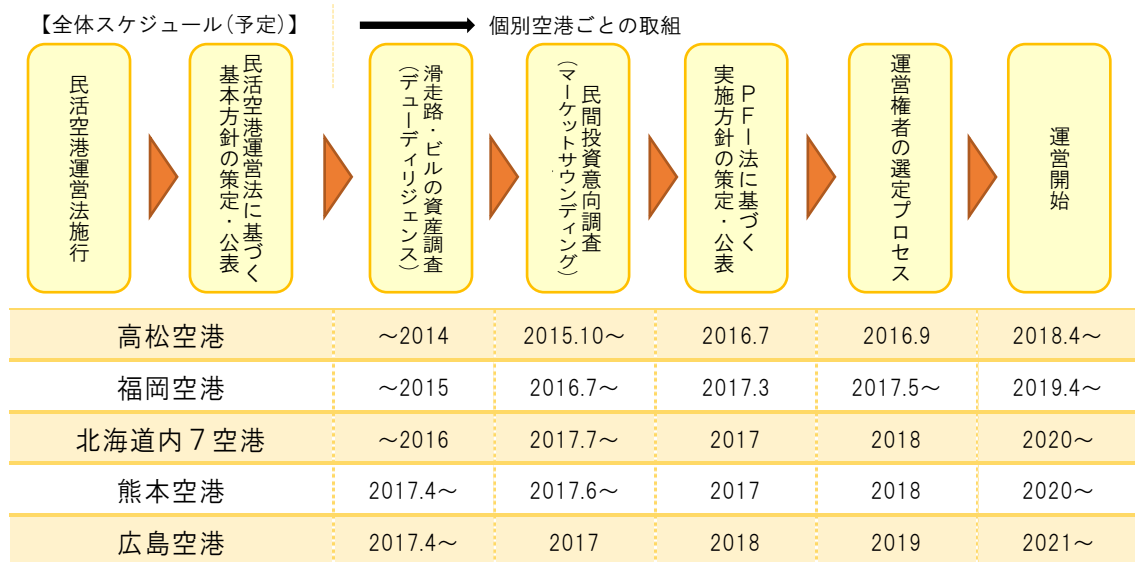 【全体スケジュール(予定)】
個別空港ごとの取組
民活空港運営法施行
民活空港運営法に基づく
基本方針の策定・公表
滑走路・ビルの資産調査
(デューディリジェンス)
民間投資意向調査
(マーケットサウンディング)
PFI法に基づく
実施方針の策定・公表
運営権者の選定プロセス
運営開始
高松空港 ～2014 2015.10～ 2016.7 2016.9 2018.4～
福岡空港 ～2015 2016.7～ 2017.3 2017.5～ 2019.4～
北海道内７空港 ～2016 2017.7～ 2017 2018 2020～
熊本空港 2017.4～ 2017.6～ 2017 2018 2020～
広島空港 2017.4～ 2017 2018 2019 2021～